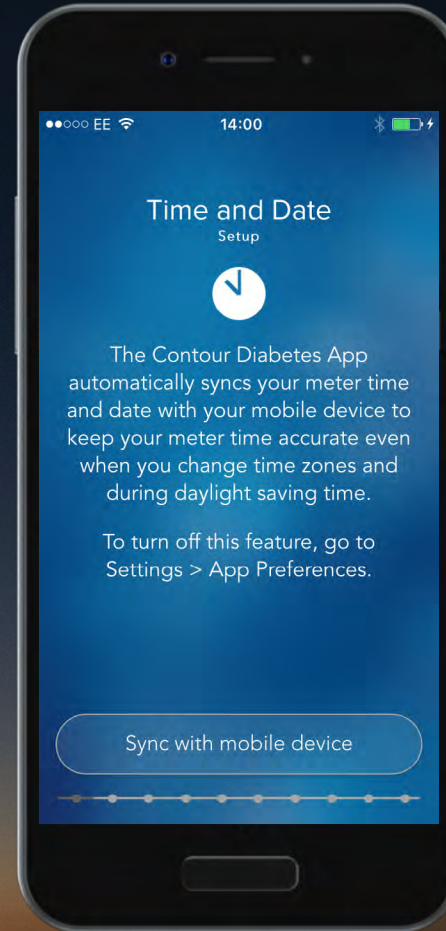 EE 14:00
Time and Date
Setup
The Contour Diabetes App
automatically syncs your meter time
and date with your mobile device to
keep your meter time accurate even
when you change time zones and
during daylight saving time.
To turn off this feature, go to
Settings > App Preferences.
Sync with mobile device